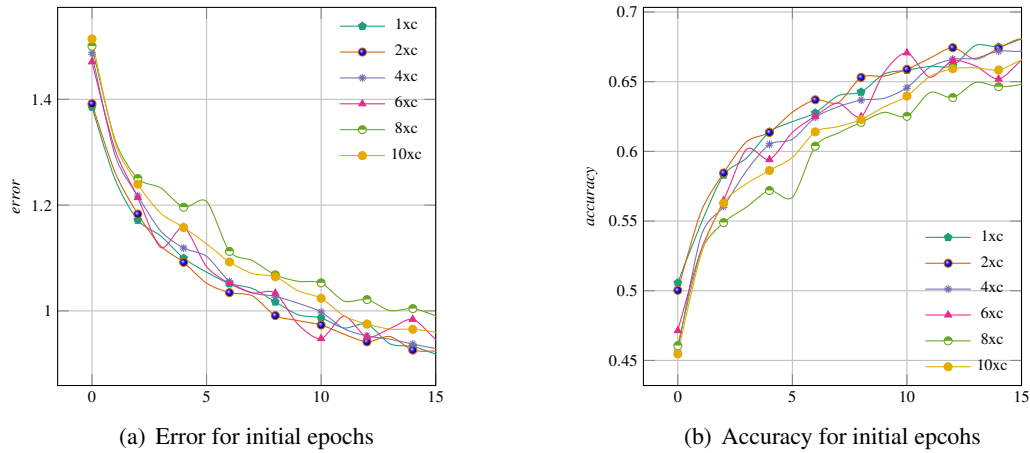 1xc
2xc
4xc
6xc
8xc
10xc
1.4
1.2
1
error
0
5
10
15
(a) Error for initial epochs
0.7
0.65
0.6
0.55
0.5
0.45
accuracy
1xc
2xc
4xc
6xc
8xc
10xc
0
5
10
15
(b) Accuracy for initial epcohs